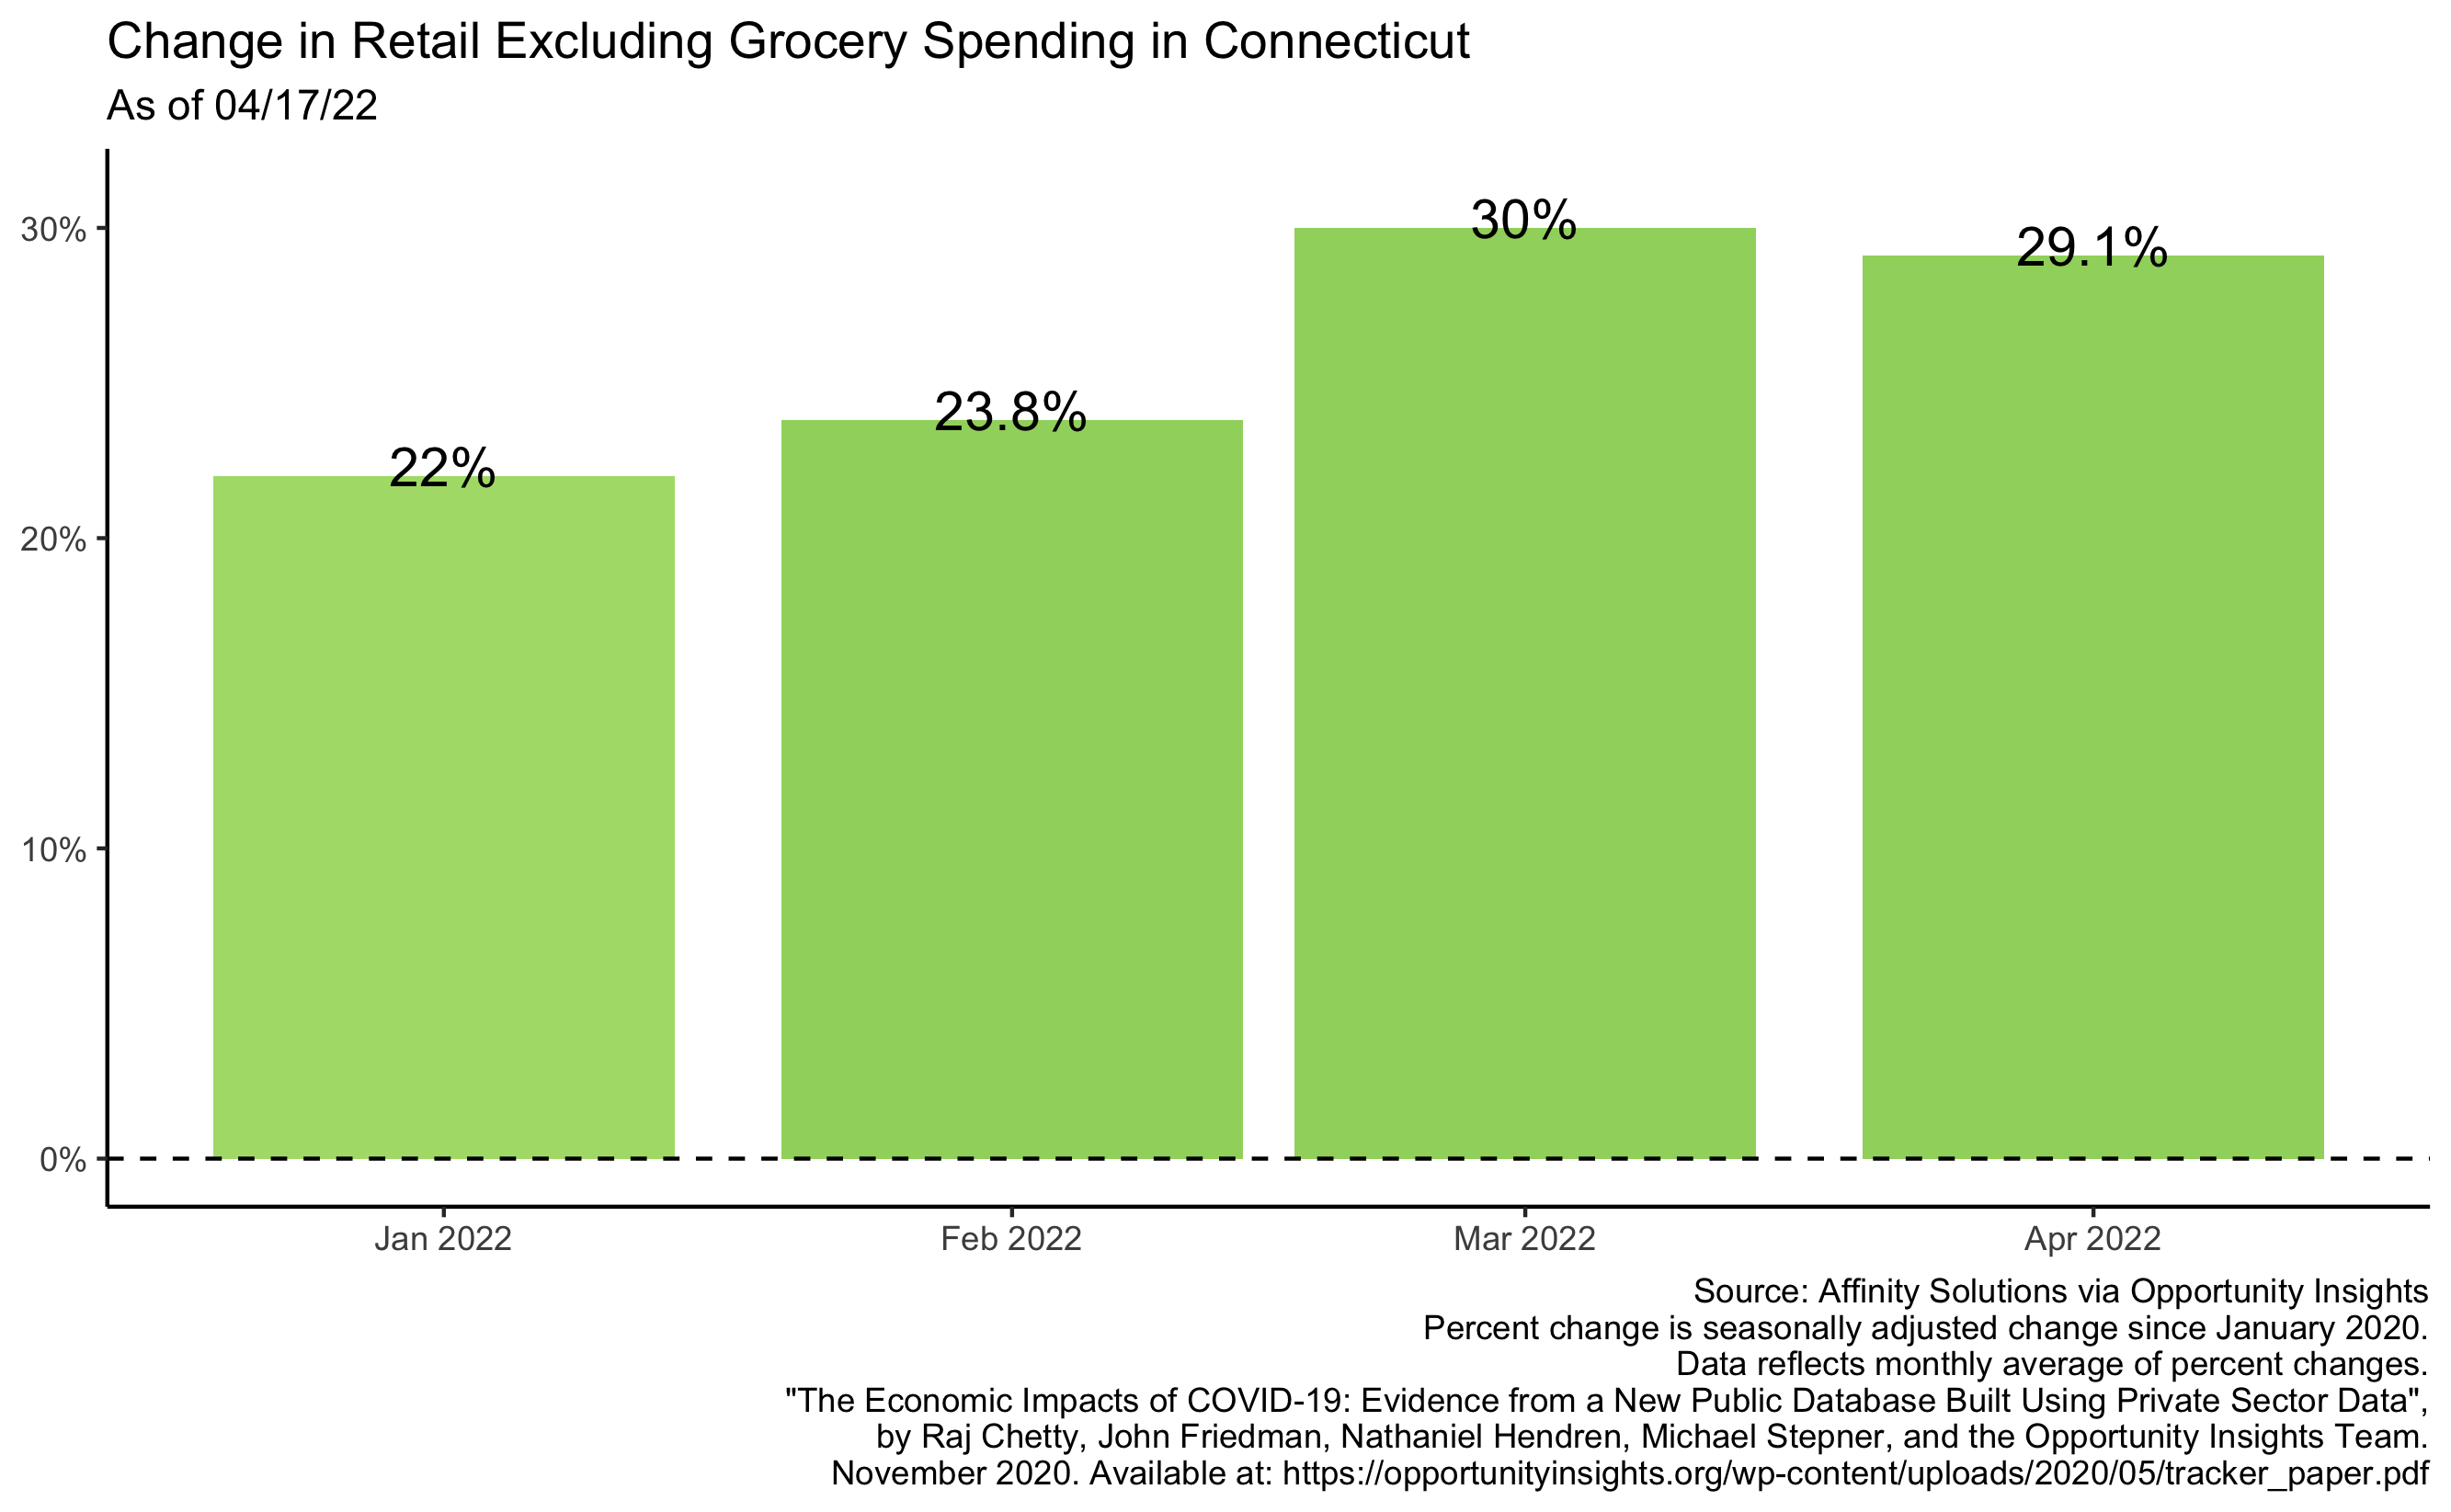 Change in Retail Excluding Grocery Spending in Connecticut
As of 04/17/22
30%
20%
10%
0%
22%
23.8%
30%
29.1%
Jan 2022
Feb 2022
Mar 2022
Apr 2022
Source: Affinity Solutions via Opportunity Insights
Percent change is seasonally adjusted change since January 2020.
Data reflects monthly average of percent changes.
"The Economic Impacts of COVID-19: Evidence from a New Public Database Built Using Private Sector Data",
by Raj Chetty, John Friedman, Nathaniel Hendren, Michael Stepner, and the Opportunity Insights Team.
November 2020. Available at: https://opportunityinsights.org/wp-content/uploads/2020/05/tracker_paper.pdf